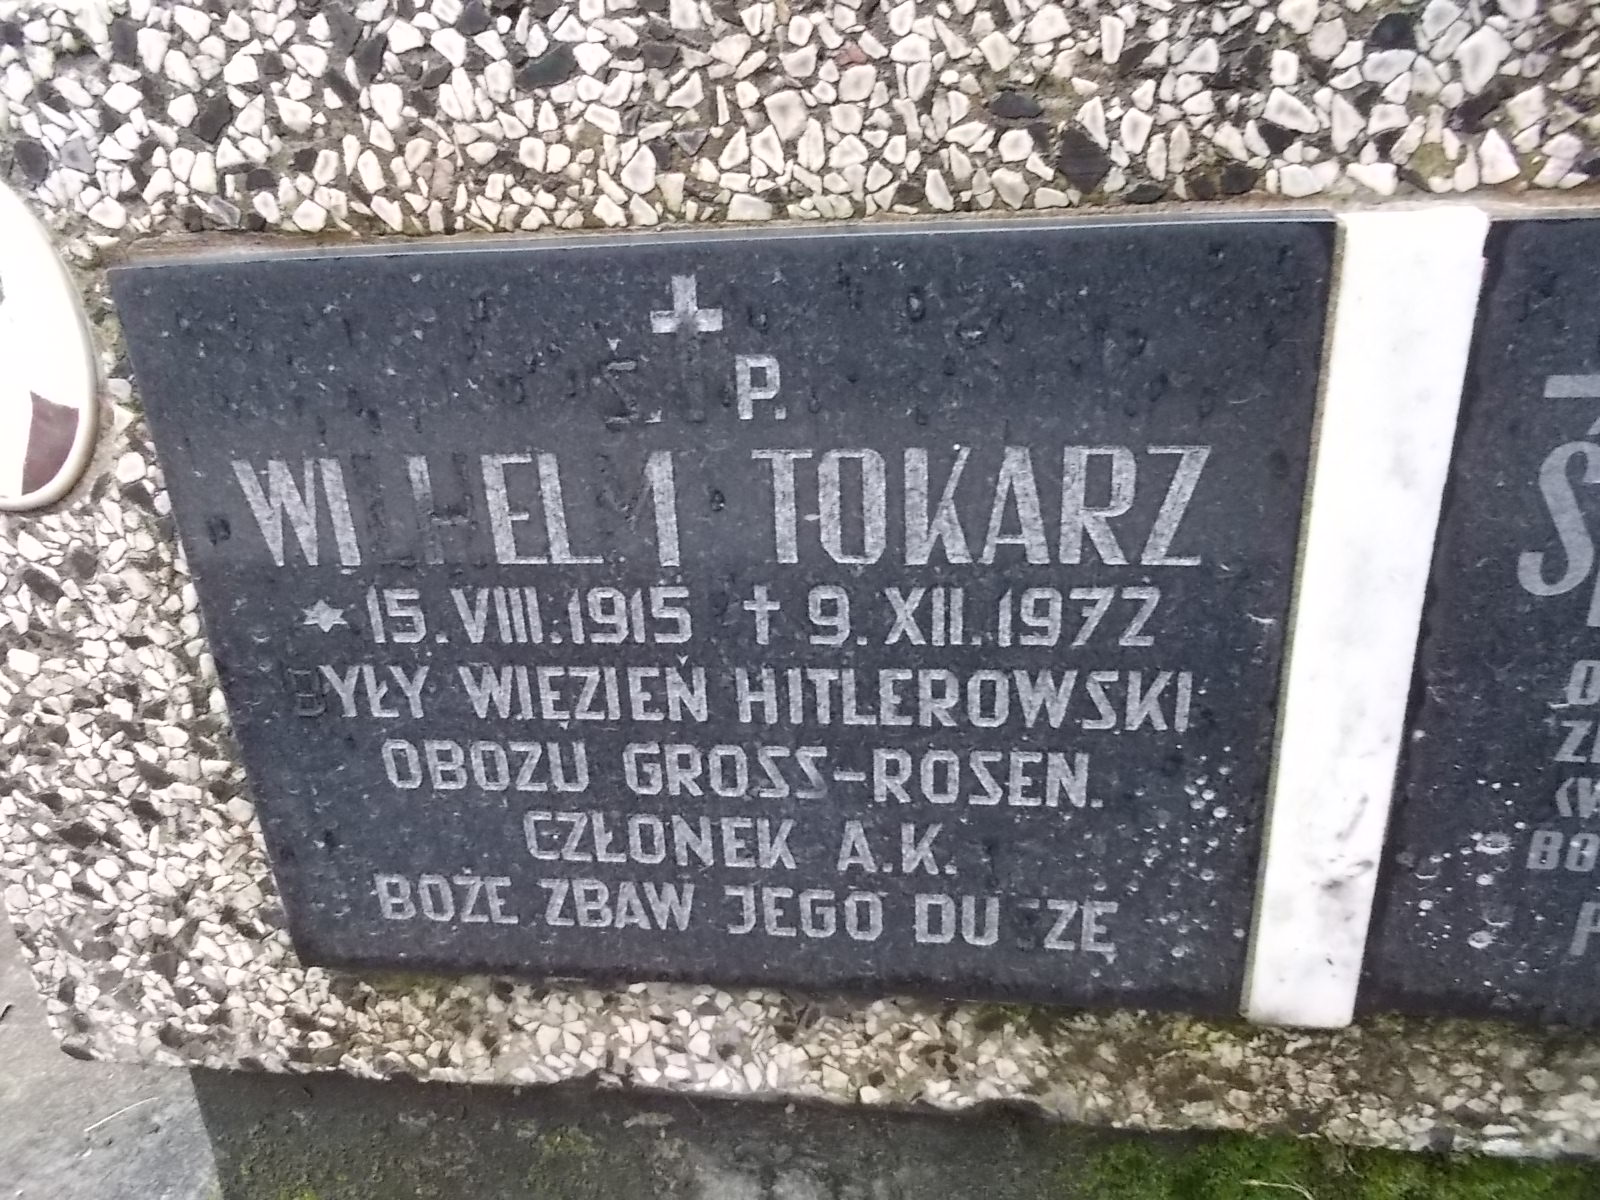 Ś. P.
WILHELM TOKARZ
15. VIII. 1915 9. XII. 1972
BYŁY WIĘZIEŃ HITLEROWSKI
OBOZU GROSS-ROSEN.
CZŁONEK A.K.
BOŻE ZBAW JEGO DUSZĘ